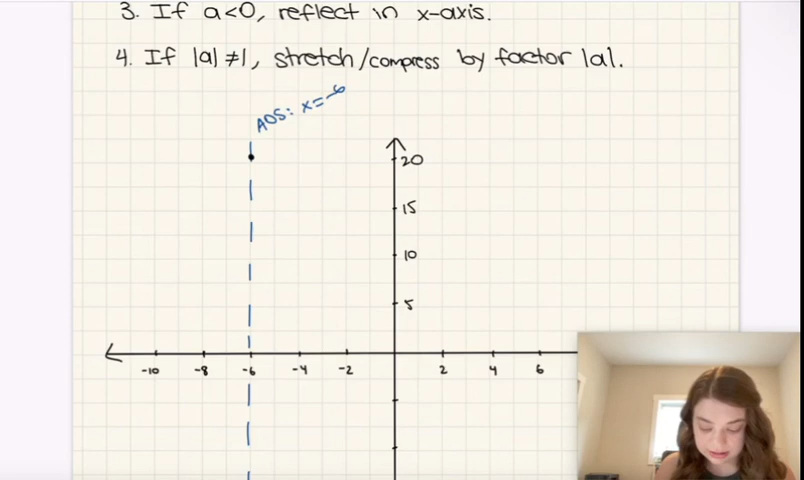 3. If a<0, reflect in x-axis.
4. If |a| ≠ 1, stretch/compress by factor |a|.
AOS: x=-6
20
15
10
5
-10 -8 -6 -4 -2 2 4 6